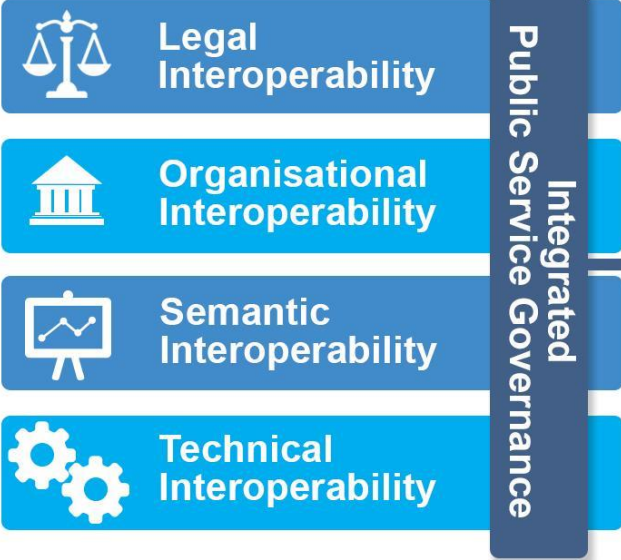 Legal
Interoperability
Organisational
Interoperability
Semantic
Interoperability
Technical
Interoperability
Integrated
Public Service Governance